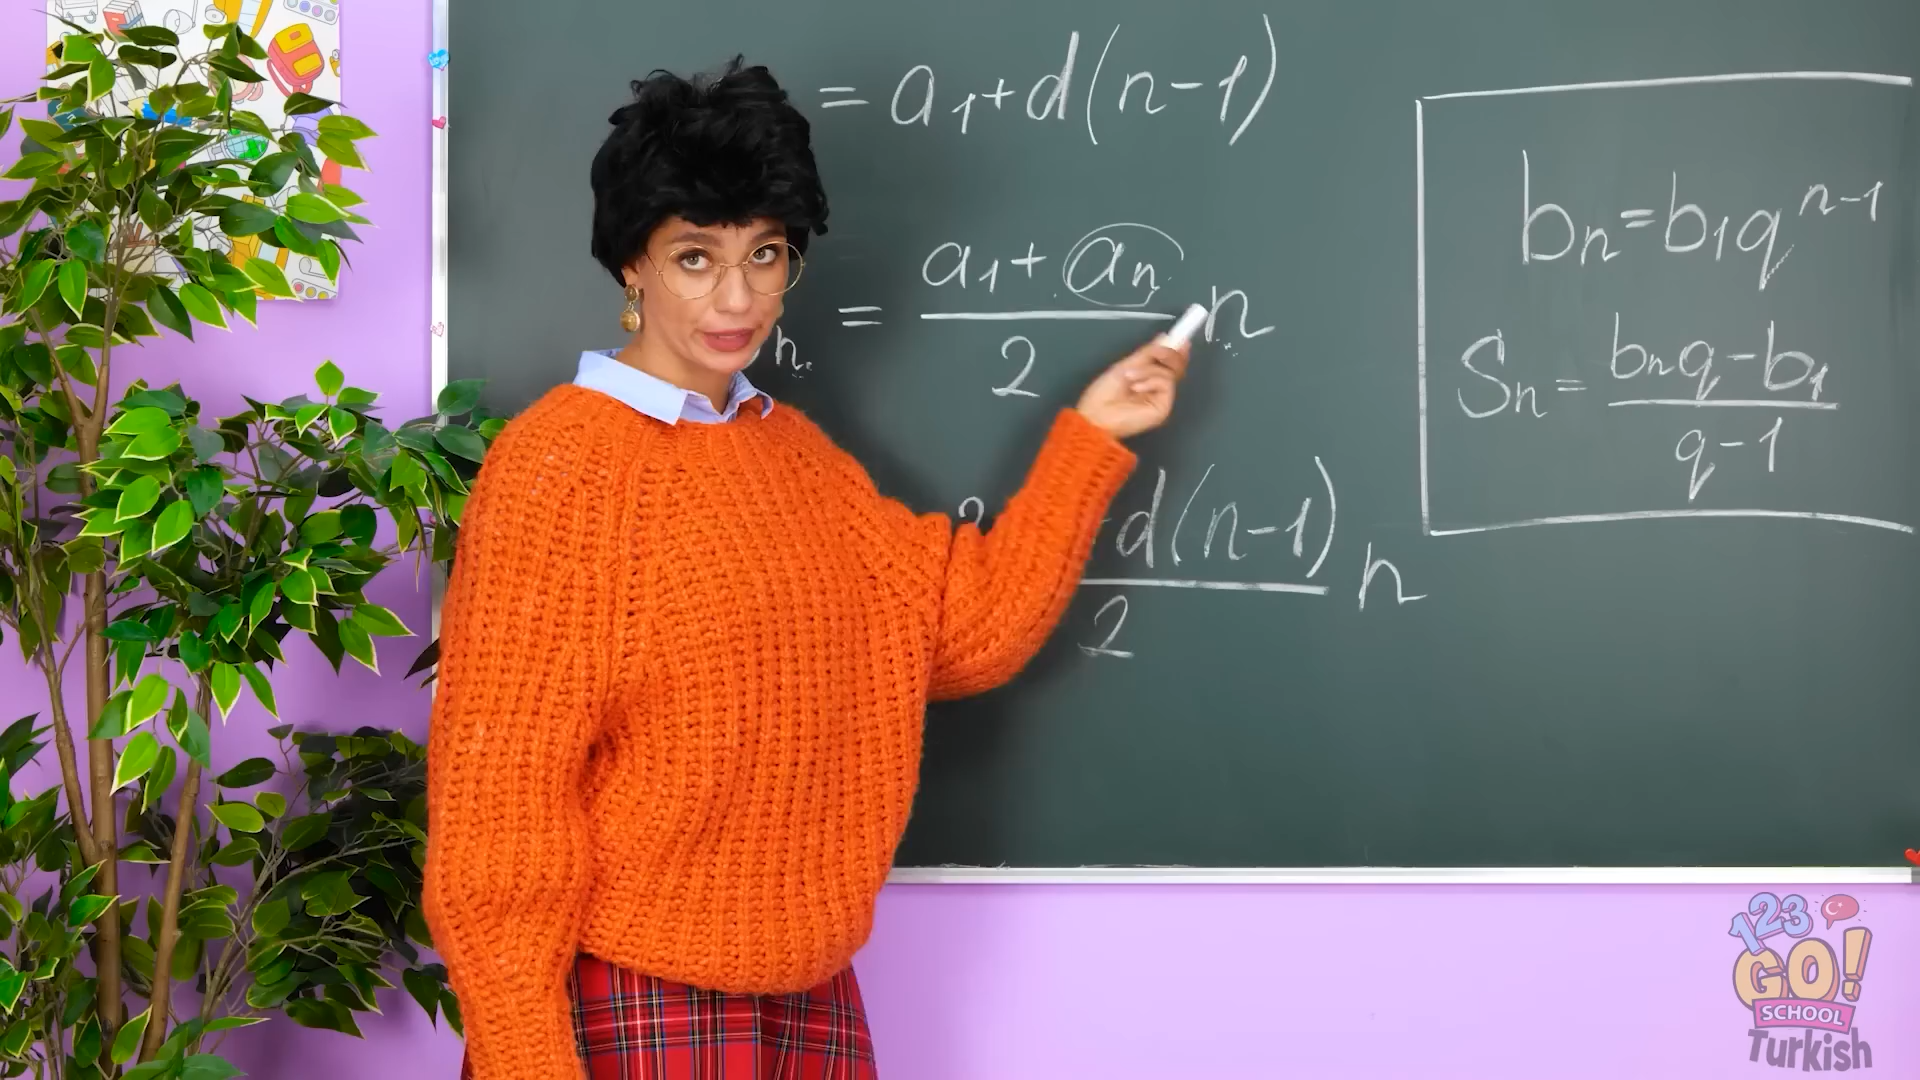 = a₁+d(n-1)
n = (a₁+an)/2 n
d(n-1)/2 n
bn=b₁qⁿ⁻¹
Sn=(bnq-b₁)/(q-1)
123
GO!
SCHOOL
Turkish